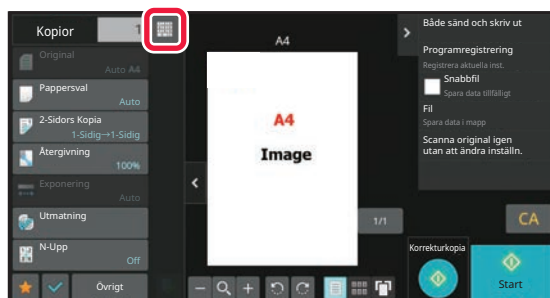 Kopior
1
A4
Original
Auto A4
Pappersval
Auto
2-Sidors Kopia
1-Sidig→1-Sidig
Återgivning
100%
Exponering
Auto
Utmatning
N-Upp
Off
Övrigt
A4
Image
1/1
Både sänd och skriv ut
Programregistrering
Registrera aktuella inst.
Snabbfil
Spara data tillfälligt
Fil
Spara data i mapp
Scanna original igen
utan att ändra inställn.
CA
Korrekturkopia
Start